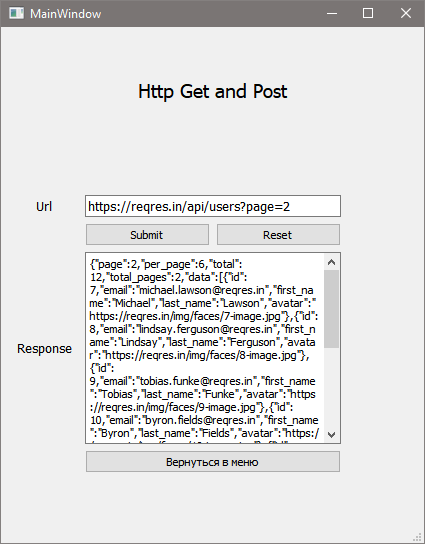 MainWindow
Http Get and Post
Url
https://reqres.in/api/users?page=2
Submit
Reset
Response
{"page":2,"per_page":6,"total":
12,"total_pages":2,"data":[{"id":
7,"email":"michael.lawson@reqres.in","first_na
me":"Michael","last_name":"Lawson","avatar":"
https://reqres.in/img/faces/7-image.jpg"},{"id":
8,"email":"lindsay.ferguson@reqres.in","first_n
ame":"Lindsay","last_name":"Ferguson","avatar
":"https://reqres.in/img/faces/8-image.jpg"},
{"id":
9,"email":"tobias.funke@reqres.in","first_name
":"Tobias","last_name":"Funke","avatar":"https
://reqres.in/img/faces/9-image.jpg"},{"id":
10,"email":"byron.fields@reqres.in","first_name
":"Byron","last_name":"Fields","avatar":"https:/
Вернуться в меню